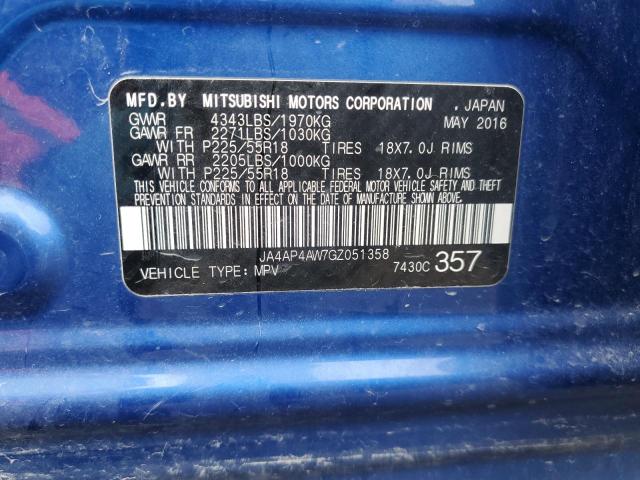 MFD.BY MITSUBISHI MOTORS CORPORATION , JAPAN
GVWR 4343LBS/1970KG MAY 2016
GAWR FR 2271LBS/1030KG
WITH P225/55R18 TIRES 18X7.0J RIMS
GAWR RR 2205LBS/1000KG
WITH P225/55R18 TIRES 18X7.0J RIMS
THIS VEHICLE CONFORMS TO ALL APPLICABLE FEDERAL MOTOR VEHICLE SAFETY AND THEFT
PREVENTION STANDARDS IN EFFECT ON THE DATE OF MANUFACTURE SHOWN ABOVE.
JA4AP4AW7GZ051358
VEHICLE TYPE: MPV 7430C 357